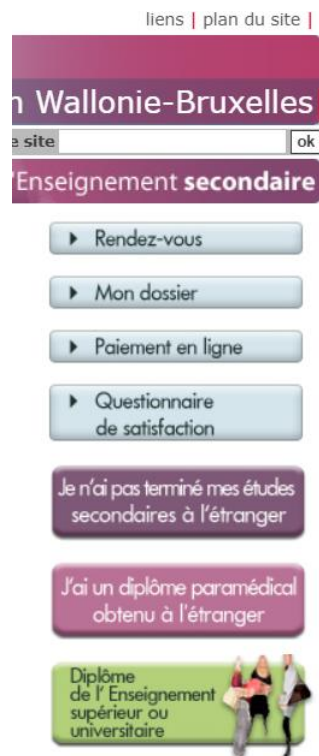 liens | plan du site |
n Wallonie-Bruxelles
e site
ok
'Enseignement secondaire
Rendez-vous
Mon dossier
Paiement en ligne
Questionnaire
de satisfaction
Je n'ai pas terminé mes études
secondaires à l'étranger
J'ai un diplôme paramédical
obtenu à l'étranger
Diplôme
de l' Enseignement
supérieur ou
universitaire